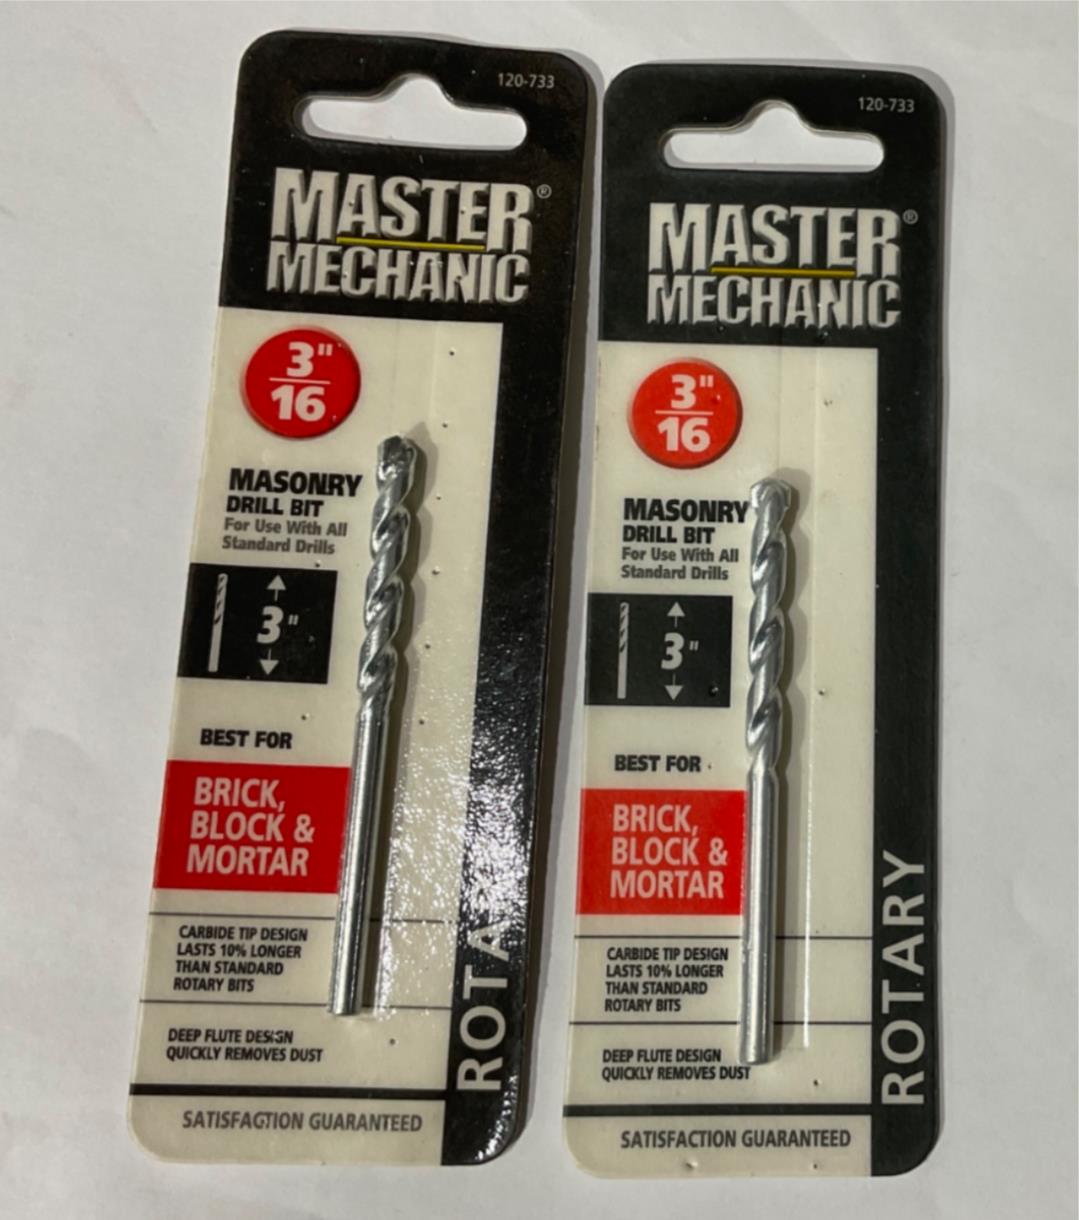 120-733
MASTER®
MECHANIC
3"
16
MASONRY
DRILL BIT
For Use With All
Standard Drills
3"
BEST FOR
BRICK,
BLOCK &
MORTAR
CARBIDE TIP DESIGN
LASTS 10% LONGER
THAN STANDARD
ROTARY BITS
DEEP FLUTE DESIGN
QUICKLY REMOVES DUST
SATISFACTION GUARANTEED
ROTARY
120-733
MASTER®
MECHANIC
3"
16
MASONRY
DRILL BIT
For Use With All
Standard Drills
3"
BEST FOR
BRICK,
BLOCK &
MORTAR
CARBIDE TIP DESIGN
LASTS 10% LONGER
THAN STANDARD
ROTARY BITS
DEEP FLUTE DESIGN
QUICKLY REMOVES DUST
SATISFACTION GUARANTEED
ROTARY